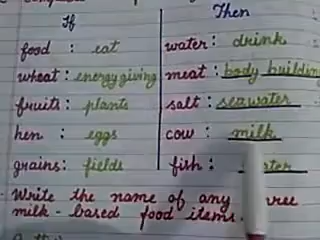 If Then
food : eat water : drink
wheat : energy giving meat : body building
fruits : plants salt : seawater
hen : eggs cow : milk
grains : fields fish :
Write the name of any
milk - based food items.